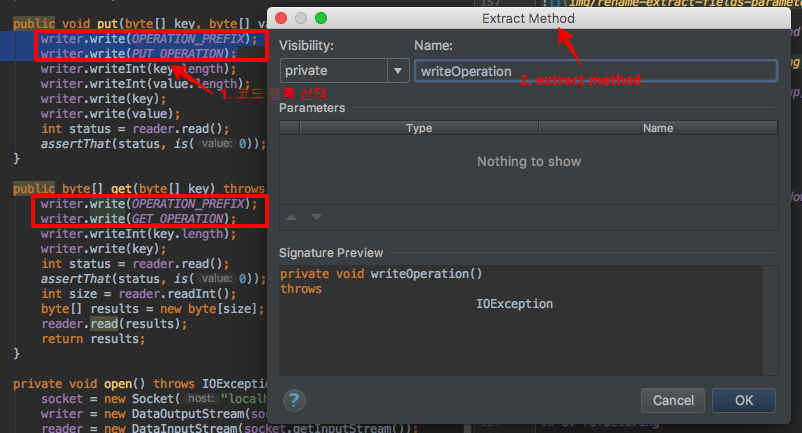 public void put(byte[] key, byte[] va
writer.write(OPERATION_PREFIX);
writer.write(PUT_OPERATION);
writer.writeInt(key.length);
writer.writeInt(value.length);
writer.write(key);
writer.write(value);
int status = reader.read();
assertThat(status, is( value: 0));
}
public byte[] get(byte[] key) throws
writer.write(OPERATION_PREFIX);
writer.write(GET_OPERATION);
writer.writeInt(key.length);
writer.write(key);
int status = reader.read();
assertThat(status, is( value: 0));
int size = reader.readInt();
byte[] results = new byte[size];
reader.read(results);
return results;
}
private void open() throws IOException
socket = new Socket( host: "localh
writer = new DataOutputStream(soc
reader = new DataInputStream(socket.getInputStream());
1. 코드 블록 선택
Extract Method
Visibility:
Name:
private
writeOperation
2. extract method
Parameters
Type
Name
Nothing to show
Signature Preview
private void writeOperation()
throws
IOException
?
Cancel
OK
157
![](img/rename-extract-fields-paramete